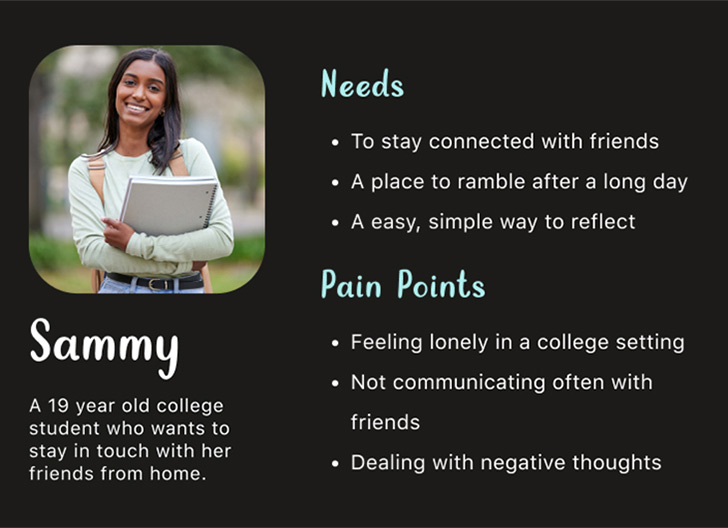 Sammy
A 19 year old college
student who wants to
stay in touch with her
friends from home.
Needs
• To stay connected with friends
• A place to ramble after a long day
• A easy, simple way to reflect
Pain Points
• Feeling lonely in a college setting
• Not communicating often with
friends
• Dealing with negative thoughts